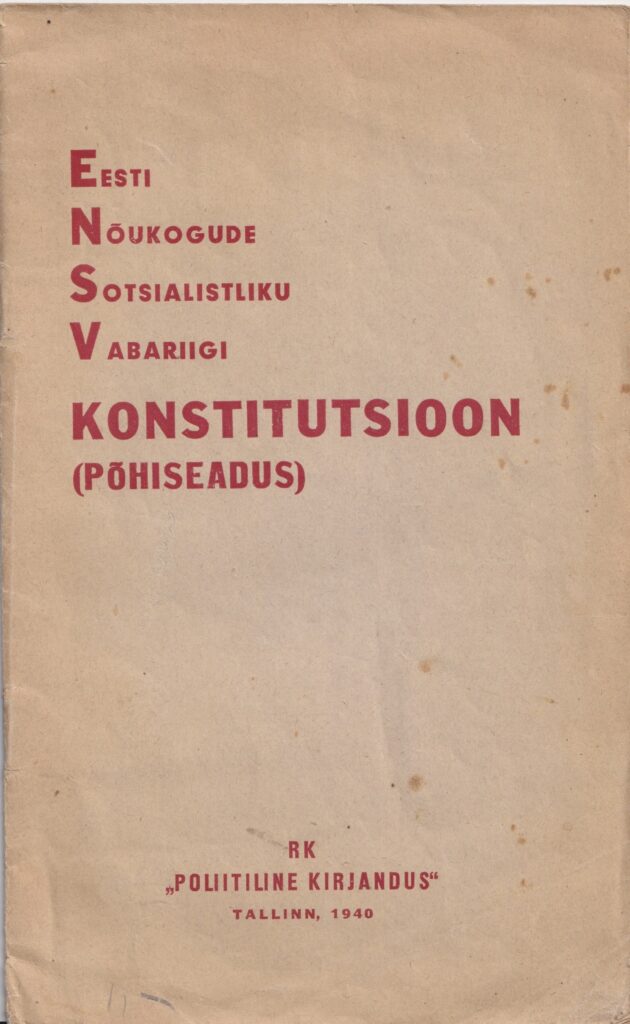 EESTI
NÕUKOGUDE
SOTSIALISTLIKU
VABARIIGI
KONSTITUTSIOON
(PÕHISEADUS)
RK
„POLIITILINE KIRJANDUS“
TALLINN, 1940